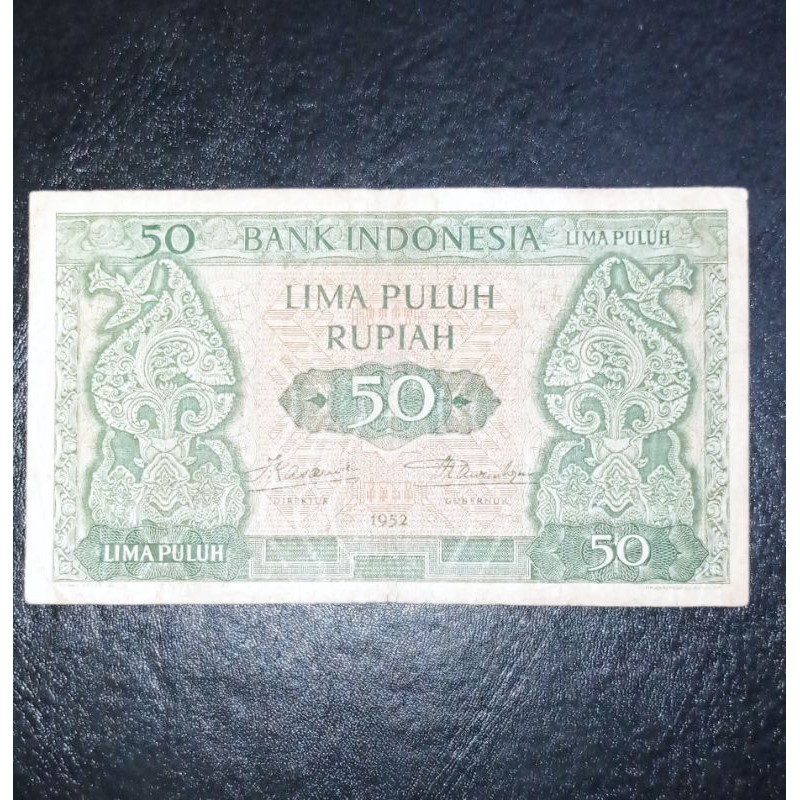 50 BANK INDONESIA LIMA PULUH
LIMA PULUH
RUPIAH
50
DIREKTUR GUBERNUR
1952
LIMA PULUH 50